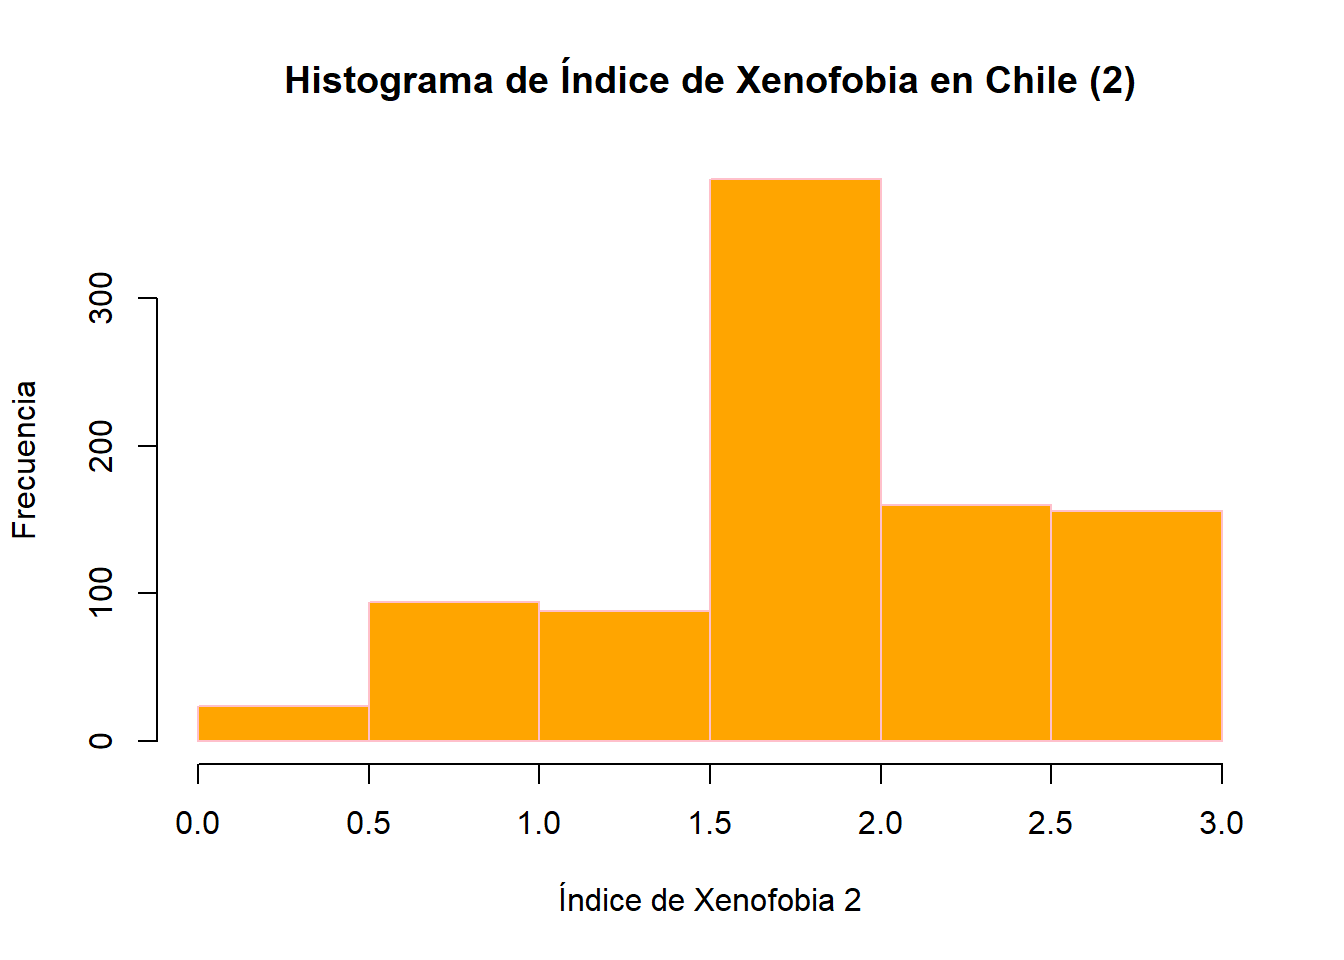 Histograma de Índice de Xenofobia en Chile (2)
Frecuencia
300
200
100
0
0.0 0.5 1.0 1.5 2.0 2.5 3.0
Índice de Xenofobia 2